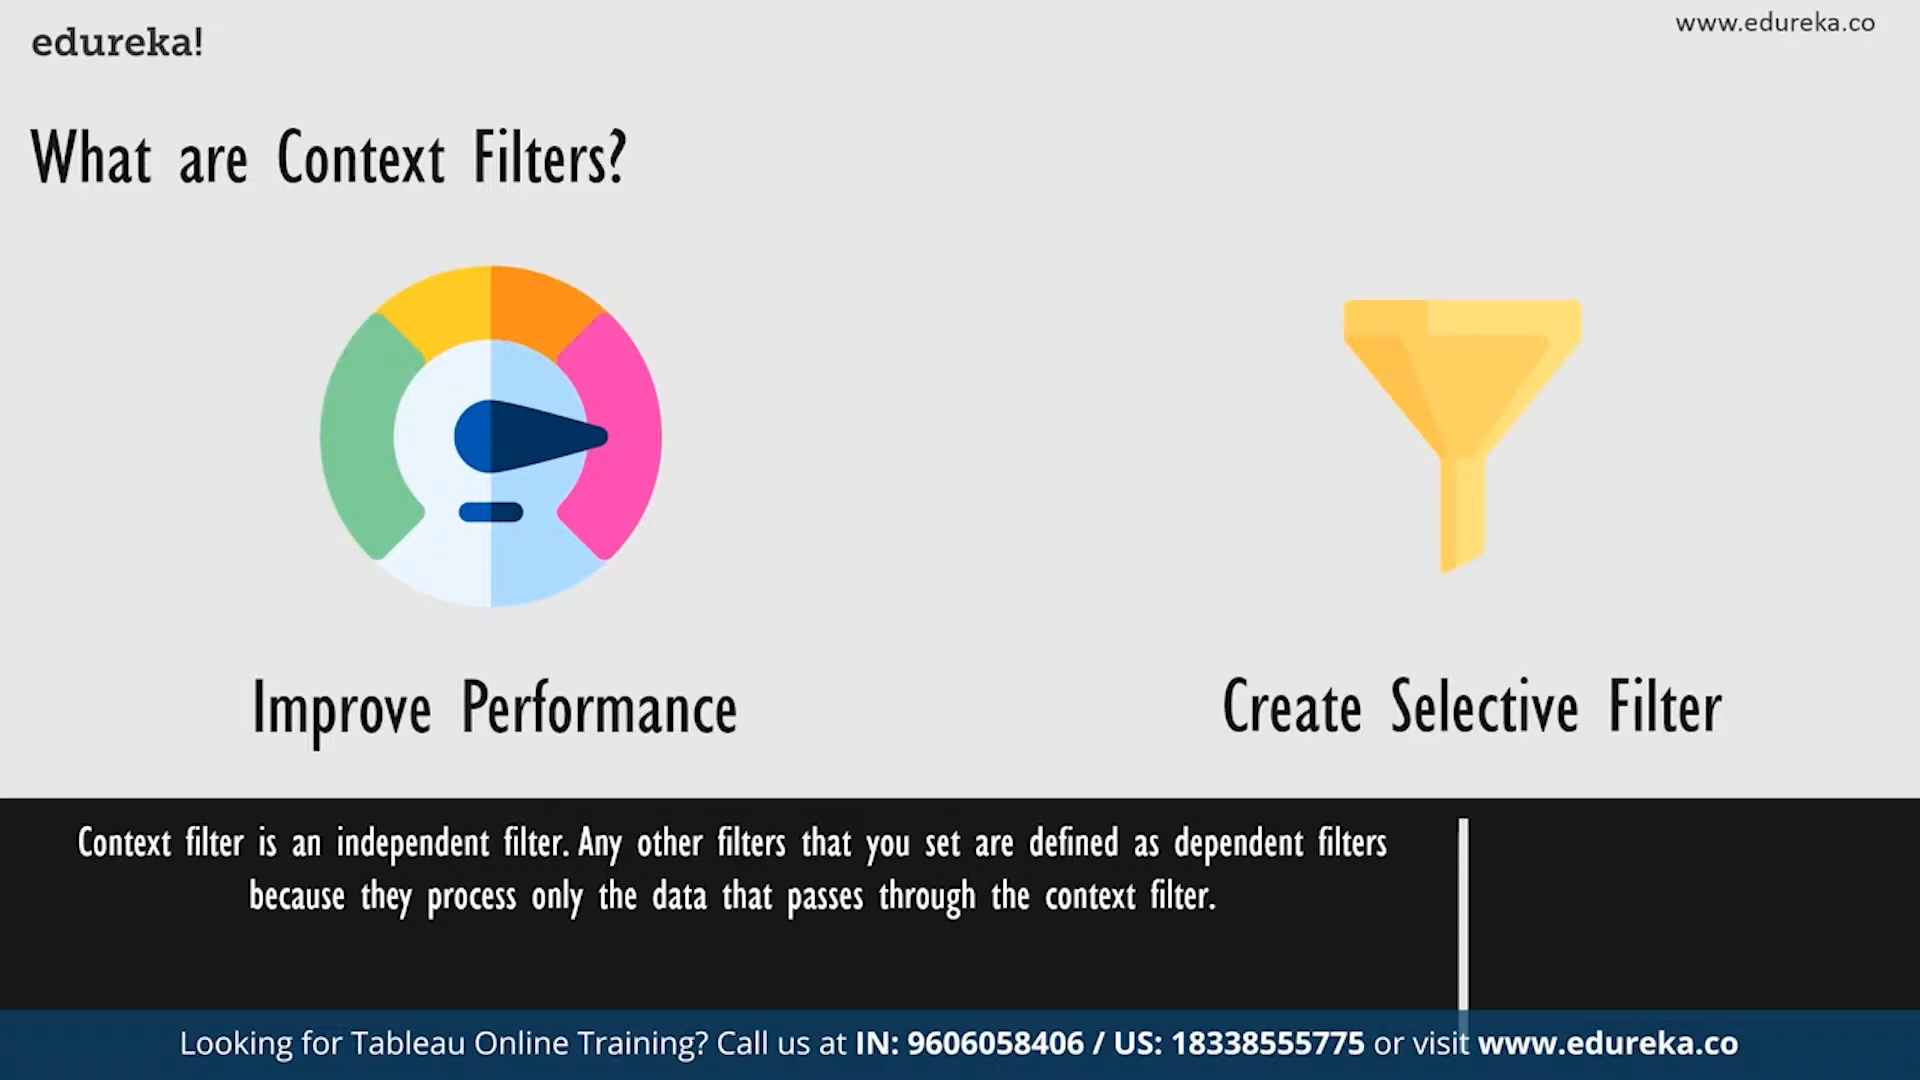 edureka!
www.edureka.co
What are Context Filters?
Improve Performance
Create Selective Filter
Context filter is an independent filter. Any other filters that you set are defined as dependent filters
because they process only the data that passes through the context filter.
Looking for Tableau Online Training? Call us at IN: 9606058406 / US: 18338555775 or visit www.edureka.co